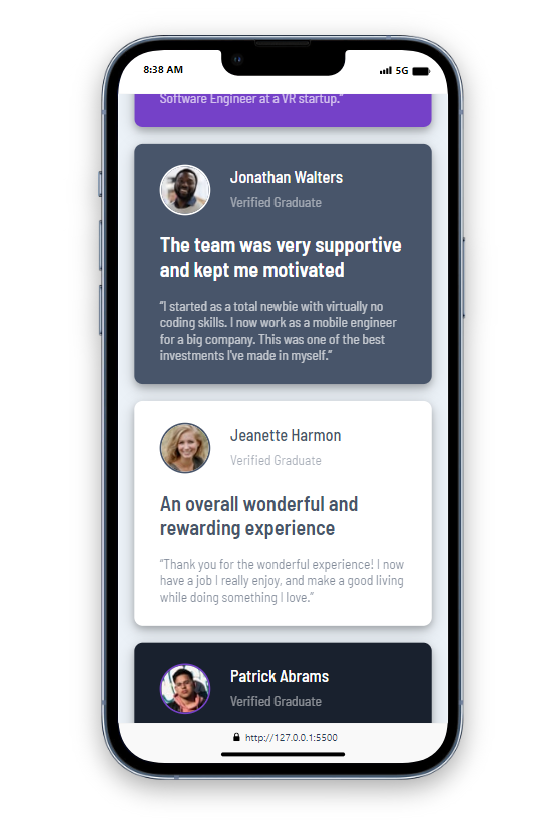 8:38 AM
5G
Software Engineer at a VR startup.”
Jonathan Walters
Verified Graduate
The team was very supportive
and kept me motivated
“I started as a total newbie with virtually no
coding skills. I now work as a mobile engineer
for a big company. This was one of the best
investments I’ve made in myself.”
Jeanette Harmon
Verified Graduate
An overall wonderful and
rewarding experience
“Thank you for the wonderful experience! I now
have a job I really enjoy, and make a good living
while doing something I love.”
Patrick Abrams
Verified Graduate
http://127.0.0.1:5500